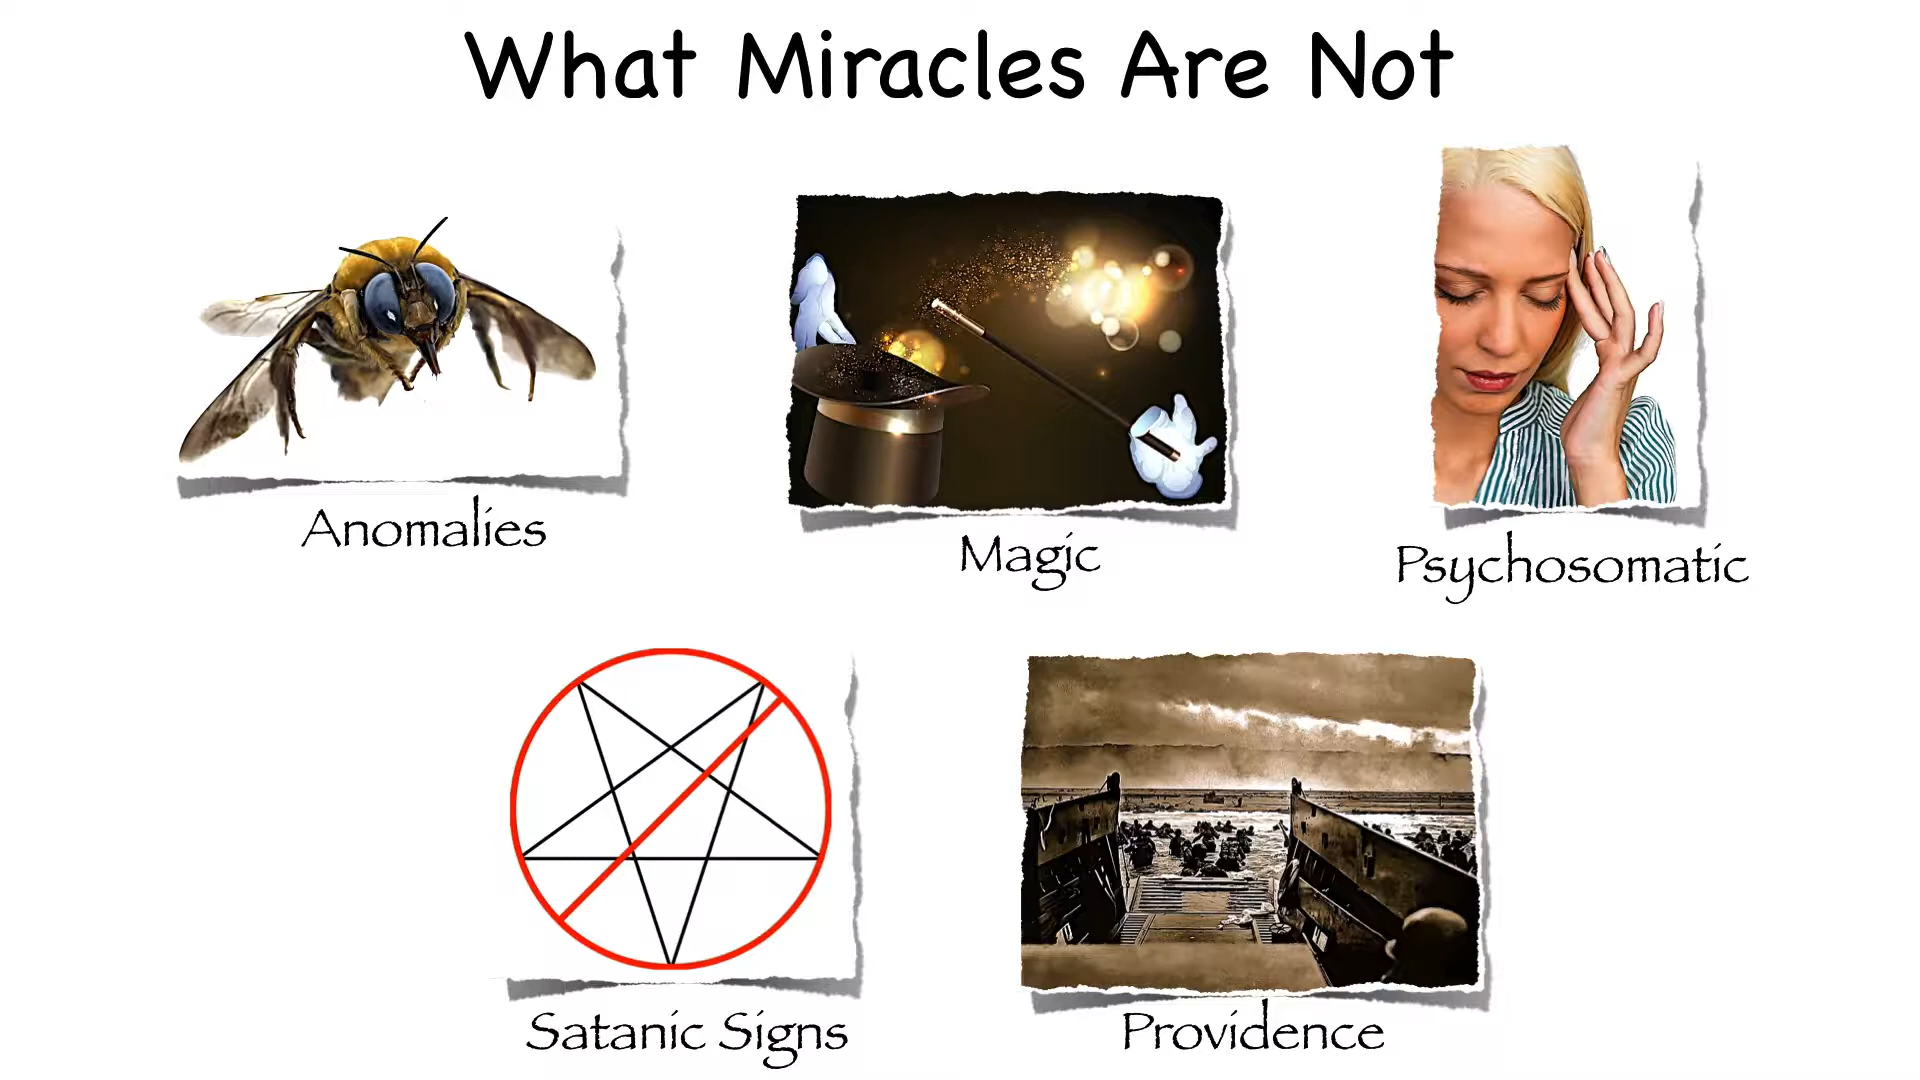 What Miracles Are Not
Anomalies
Magic
Psychosomatic
Satanic Signs
Providence